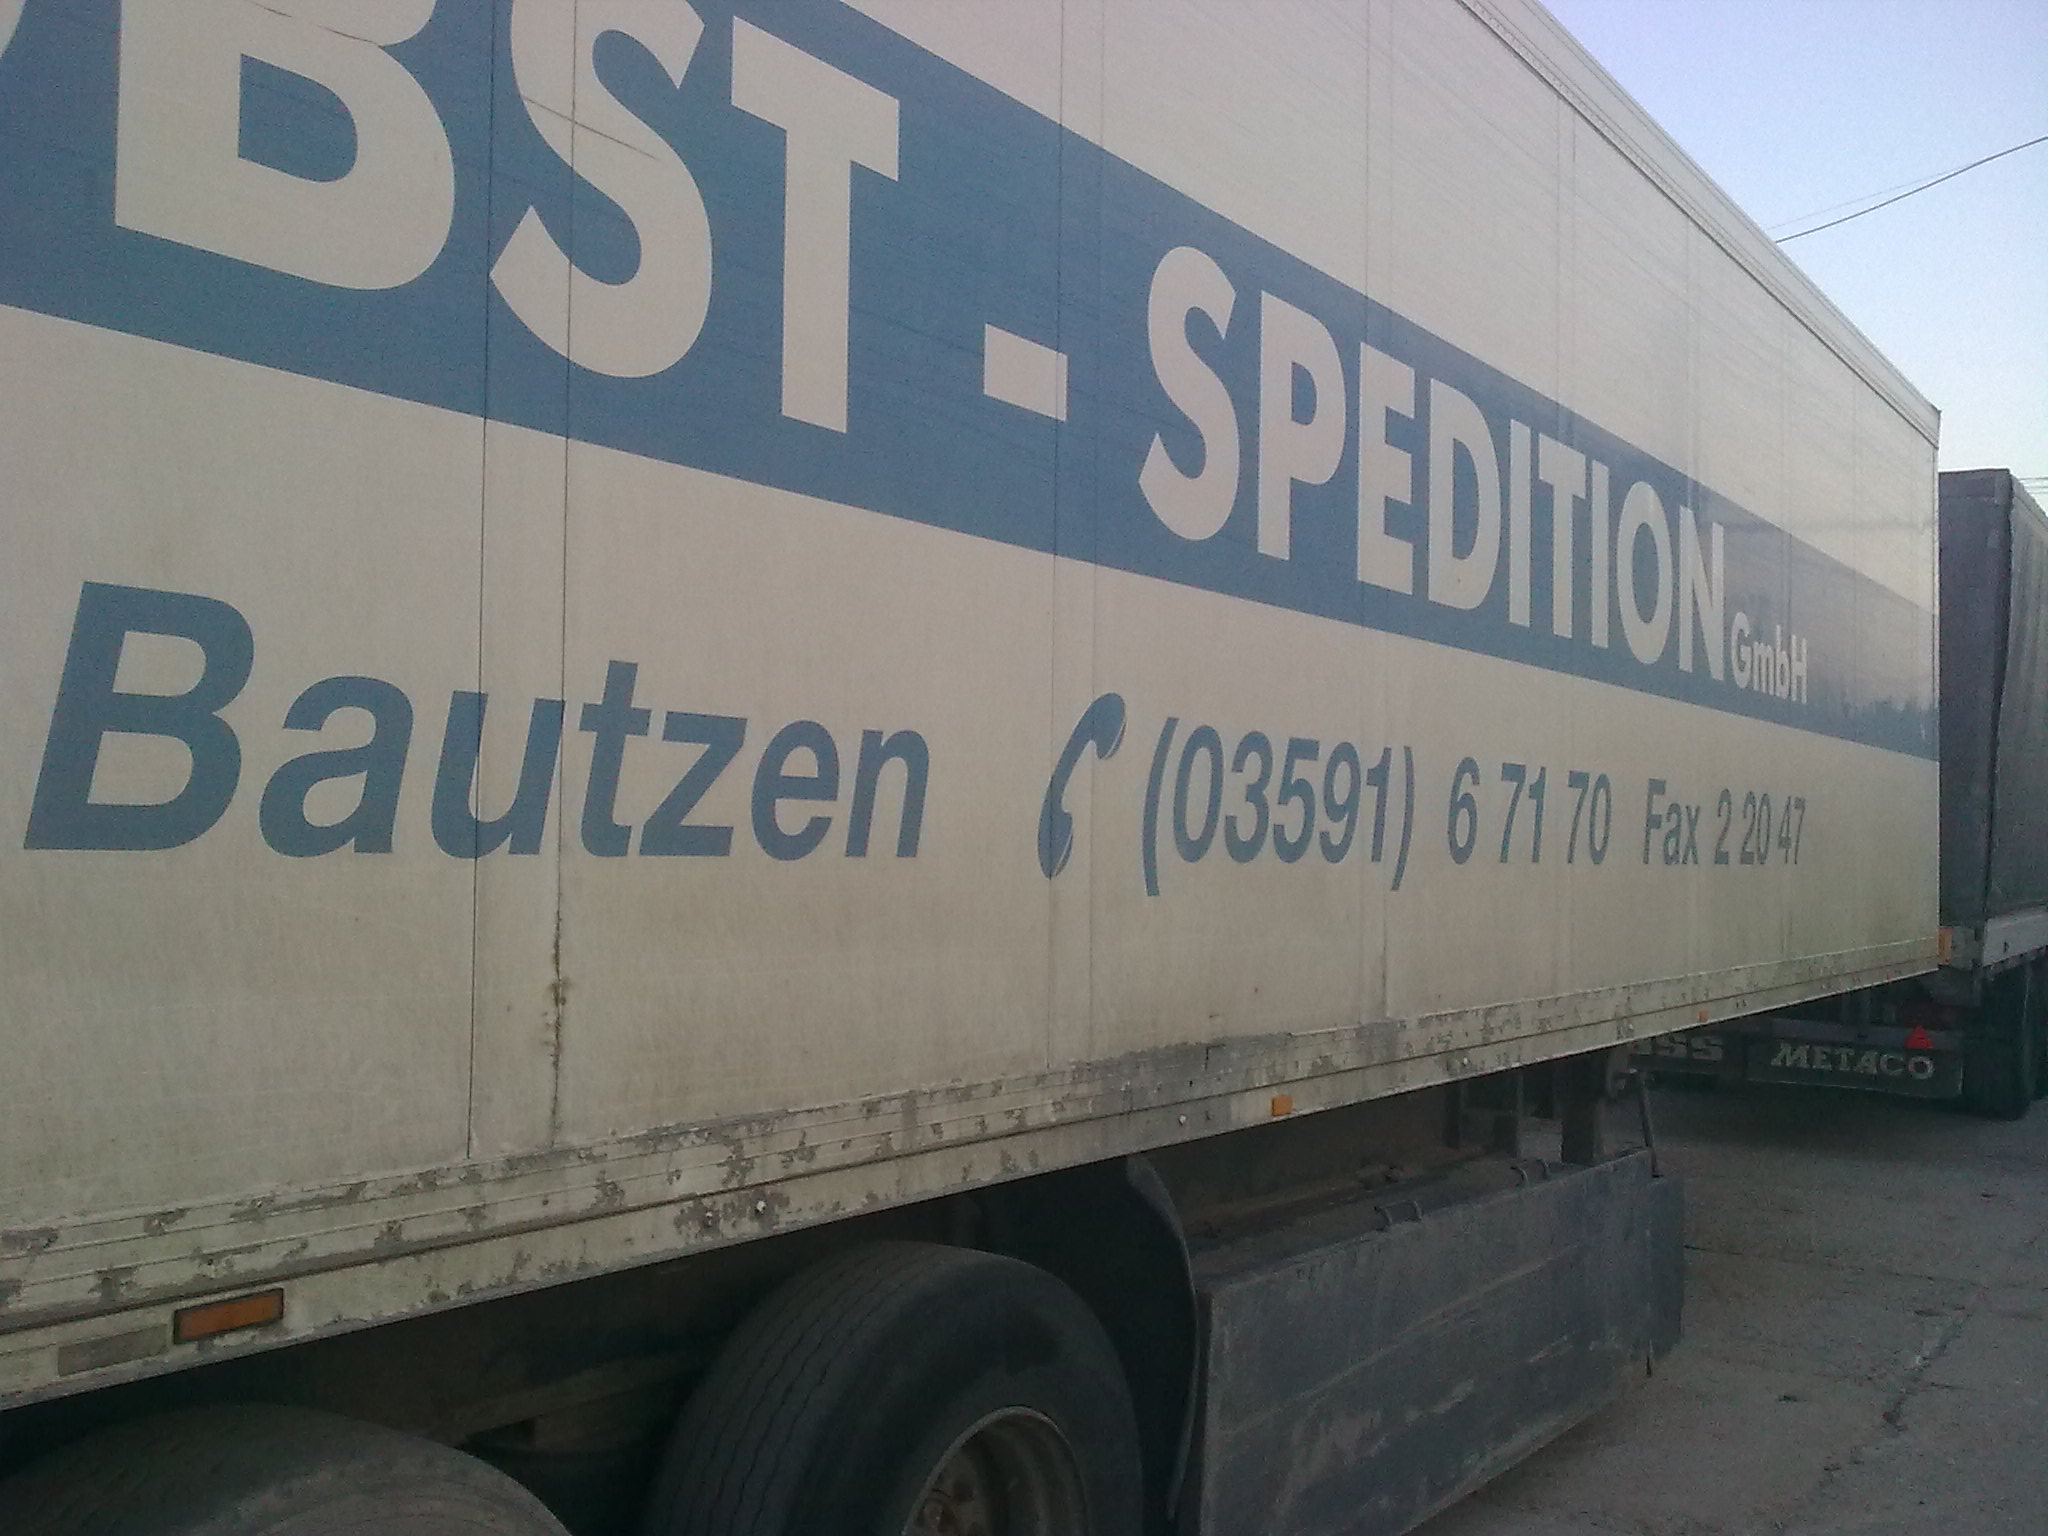 BST - SPEDITION GmbH
Bautzen (03591) 6 71 70 Fax 2 20 47
METACO